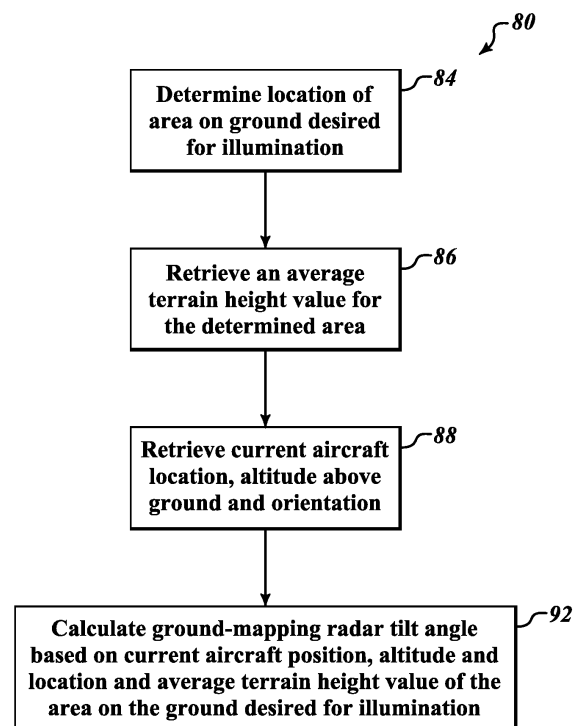 80
84
Determine location of
area on ground desired
for illumination
86
Retrieve an average
terrain height value for
the determined area
88
Retrieve current aircraft
location, altitude above
ground and orientation
92
Calculate ground-mapping radar tilt angle
based on current aircraft position, altitude and
location and average terrain height value of the
area on the ground desired for illumination